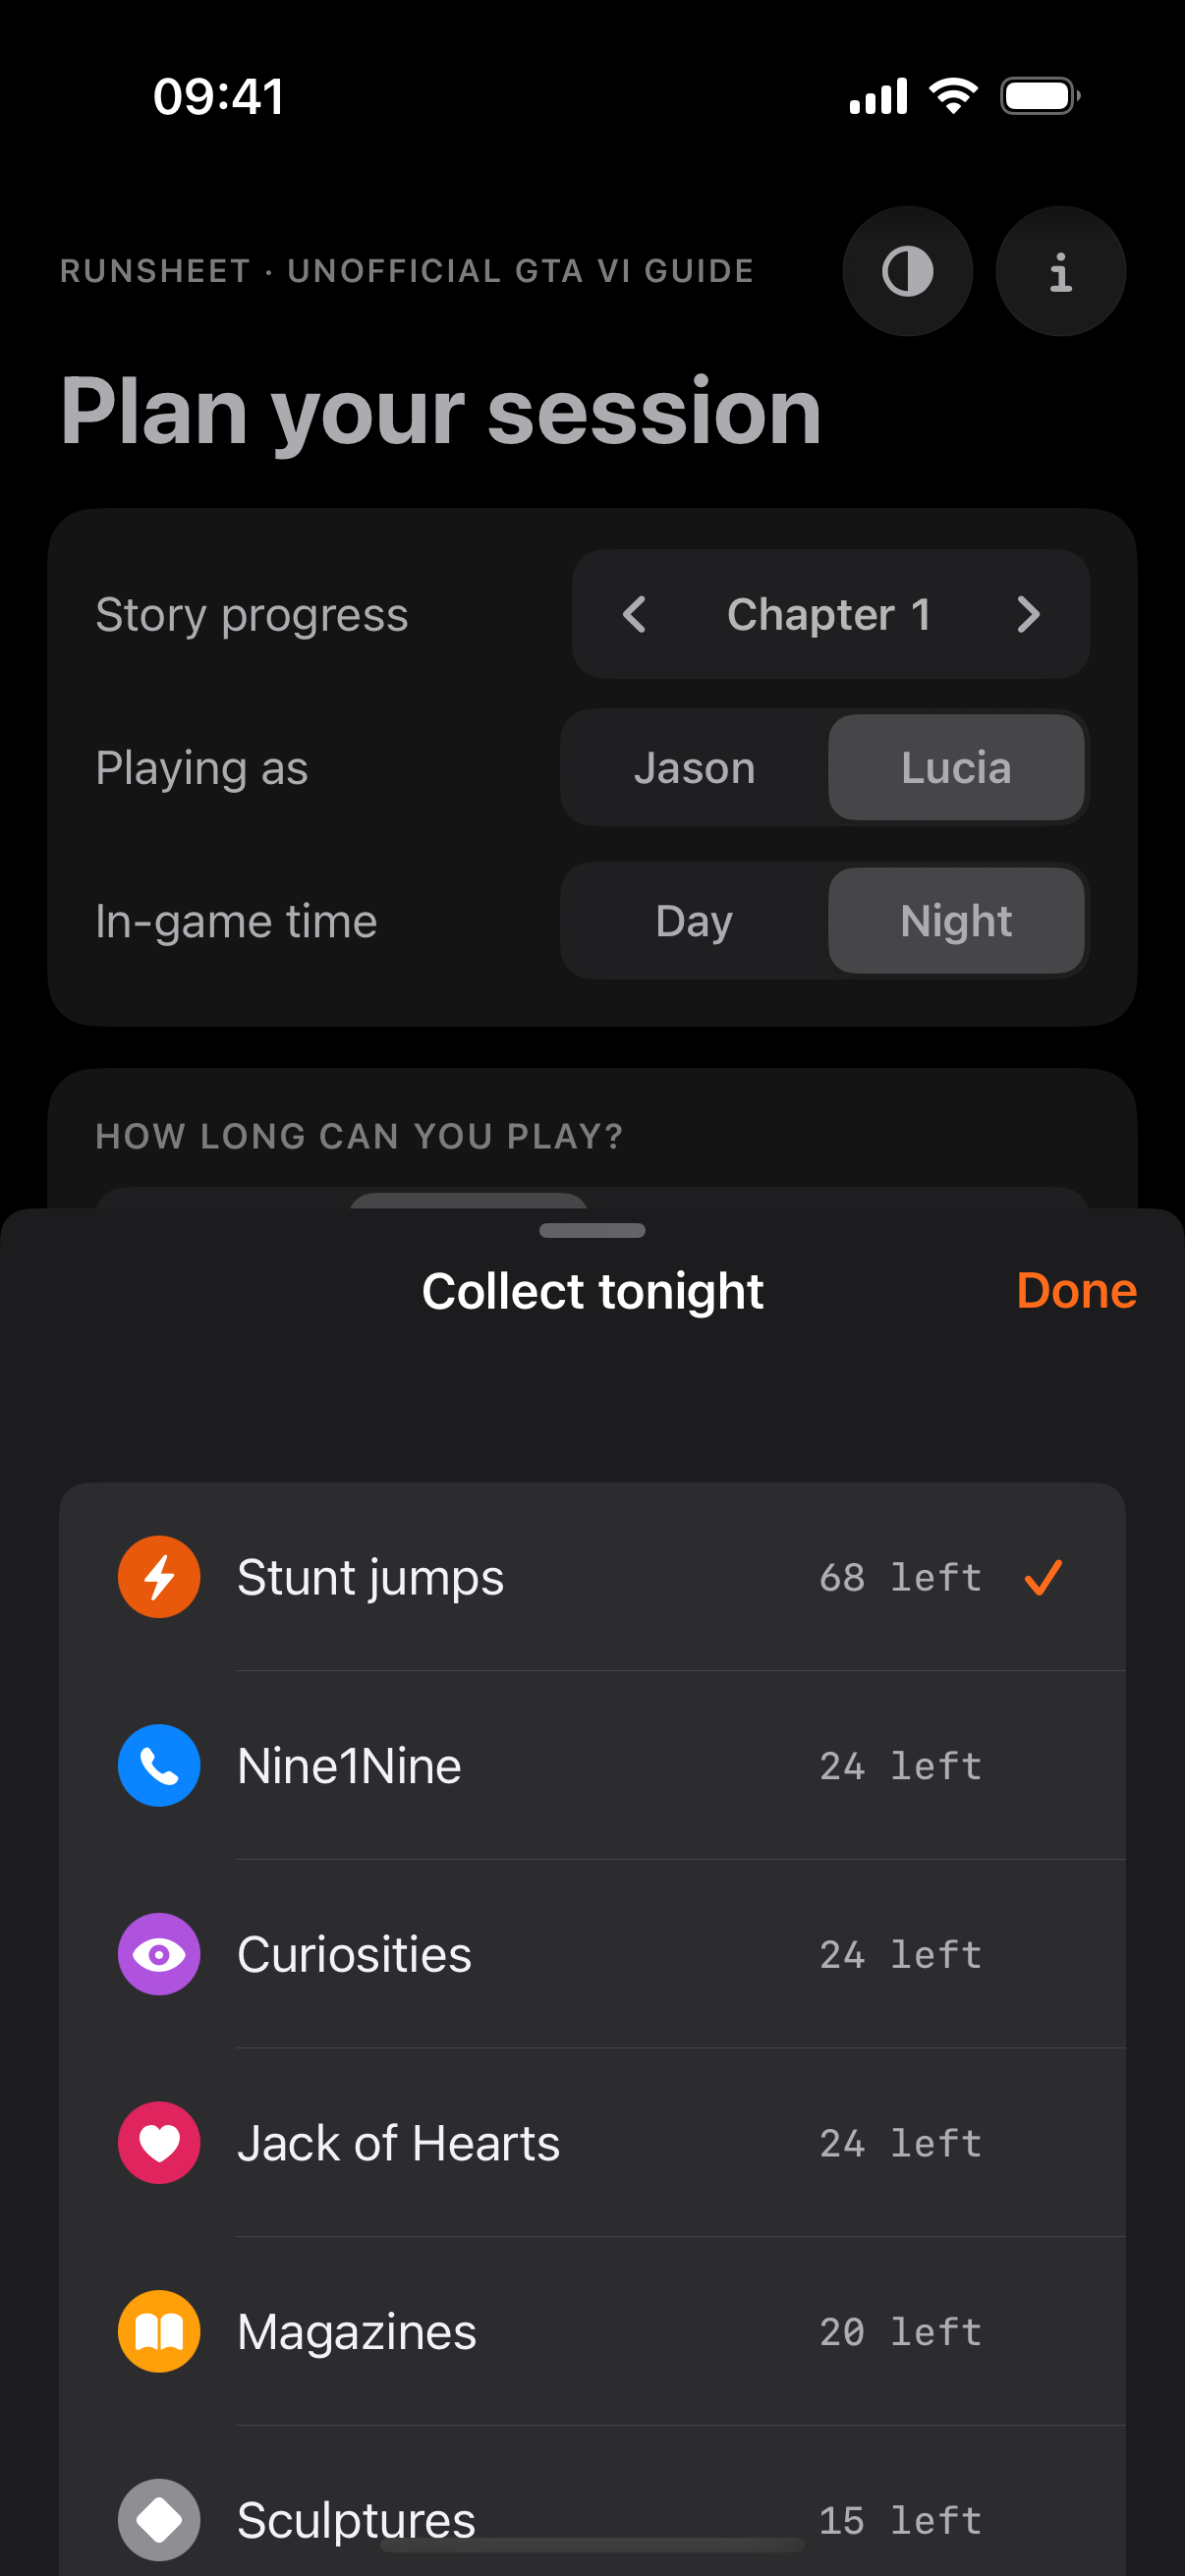 09:41
RUNSHEET · UNOFFICIAL GTA VI GUIDE
Plan your session
Story progress
Chapter 1
Playing as
Jason
Lucia
In-game time
Day
Night
HOW LONG CAN YOU PLAY?
Collect tonight
Done
Stunt jumps
68 left
Nine1Nine
24 left
Curiosities
24 left
Jack of Hearts
24 left
Magazines
20 left
Sculptures
15 left